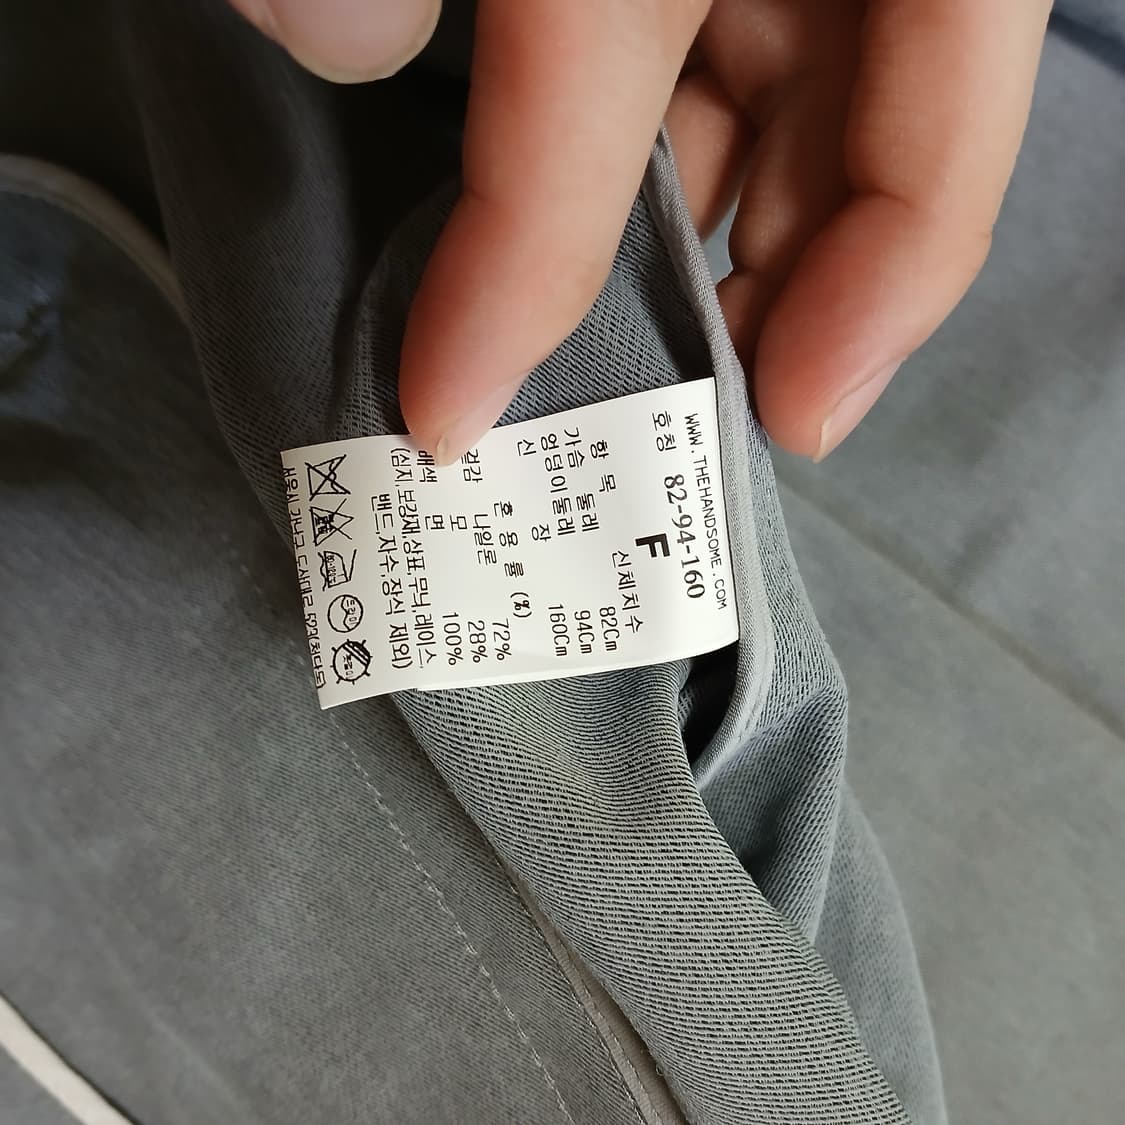 WWW.THEHANDSOME.COM
호칭 82-94-160
F
항 목 신체치수
가슴 둘레 82Cm
엉덩이둘레 94Cm
신 장 160Cm
혼 용 률 (%)
겉감 나일론 72%
모 28%
배색 면 100%
(심지,보강재,상표,무늬,레이스,
밴드,자수,장식 제외)
드라이